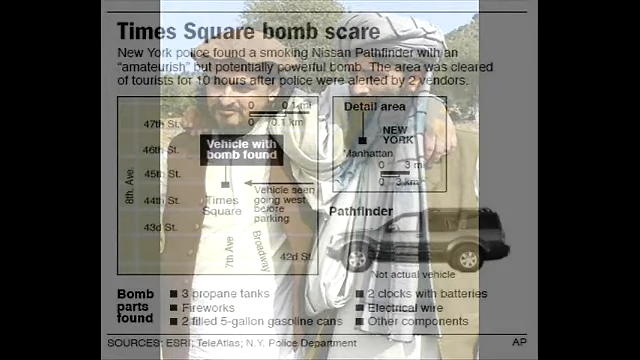 Times Square bomb scare
New York police found a smoking Nissan Pathfinder with an
“amateurish” but potentially powerful bomb. The area was cleared
of tourists for 10 hours after police were alerted by 2 vendors.
0 0.1 mi
0 0.1 km
47th St.
46th St.
45th St.
44th St.
43d St.
42d St.
8th. Ave.
7th Ave
Broadway
Vehicle with
bomb found
Times
Square
Vehicle seen
going west
before
parking
Detail area
NEW
YORK
Manhattan
0 3 mi
0 3 km
Pathfinder
Not actual vehicle
Bomb
parts
found
3 propane tanks
Fireworks
2 filled 5-gallon gasoline cans
2 clocks with batteries
Electrical wire
Other components
SOURCES: ESRI; TeleAtlas; N.Y. Police Department
AP